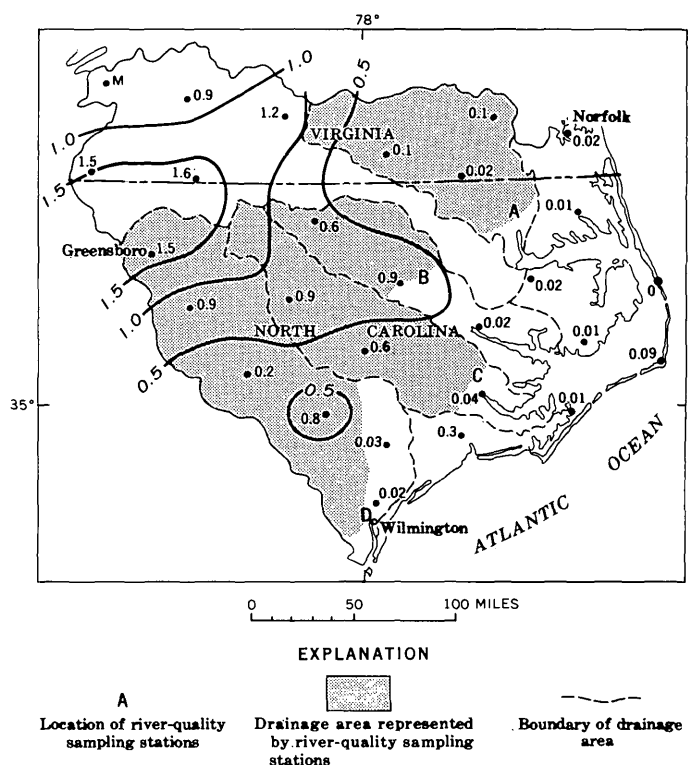 78°
1.0
0.5
M
0.9
1.2
VIRGINIA
0.1
Norfolk
0.02
1.0
0.1
1.5
1.5
1.6
0.02
A
0.01
0.6
Greensboro
1.5
B
0.9
0.02
0
1.5
0.9
0.9
1.0
NORTH CAROLINA
0.02
0.01
0.6
0.09
0.5
0.2
C
0.04
0.01
35°
0.5
0.8
0.03
0.3
0.02
D
Wilmington
ATLANTIC OCEAN
0 50 100 MILES
EXPLANATION
A
Location of river-quality
sampling stations
Drainage area represented
by river-quality sampling
stations
Boundary of drainage
area